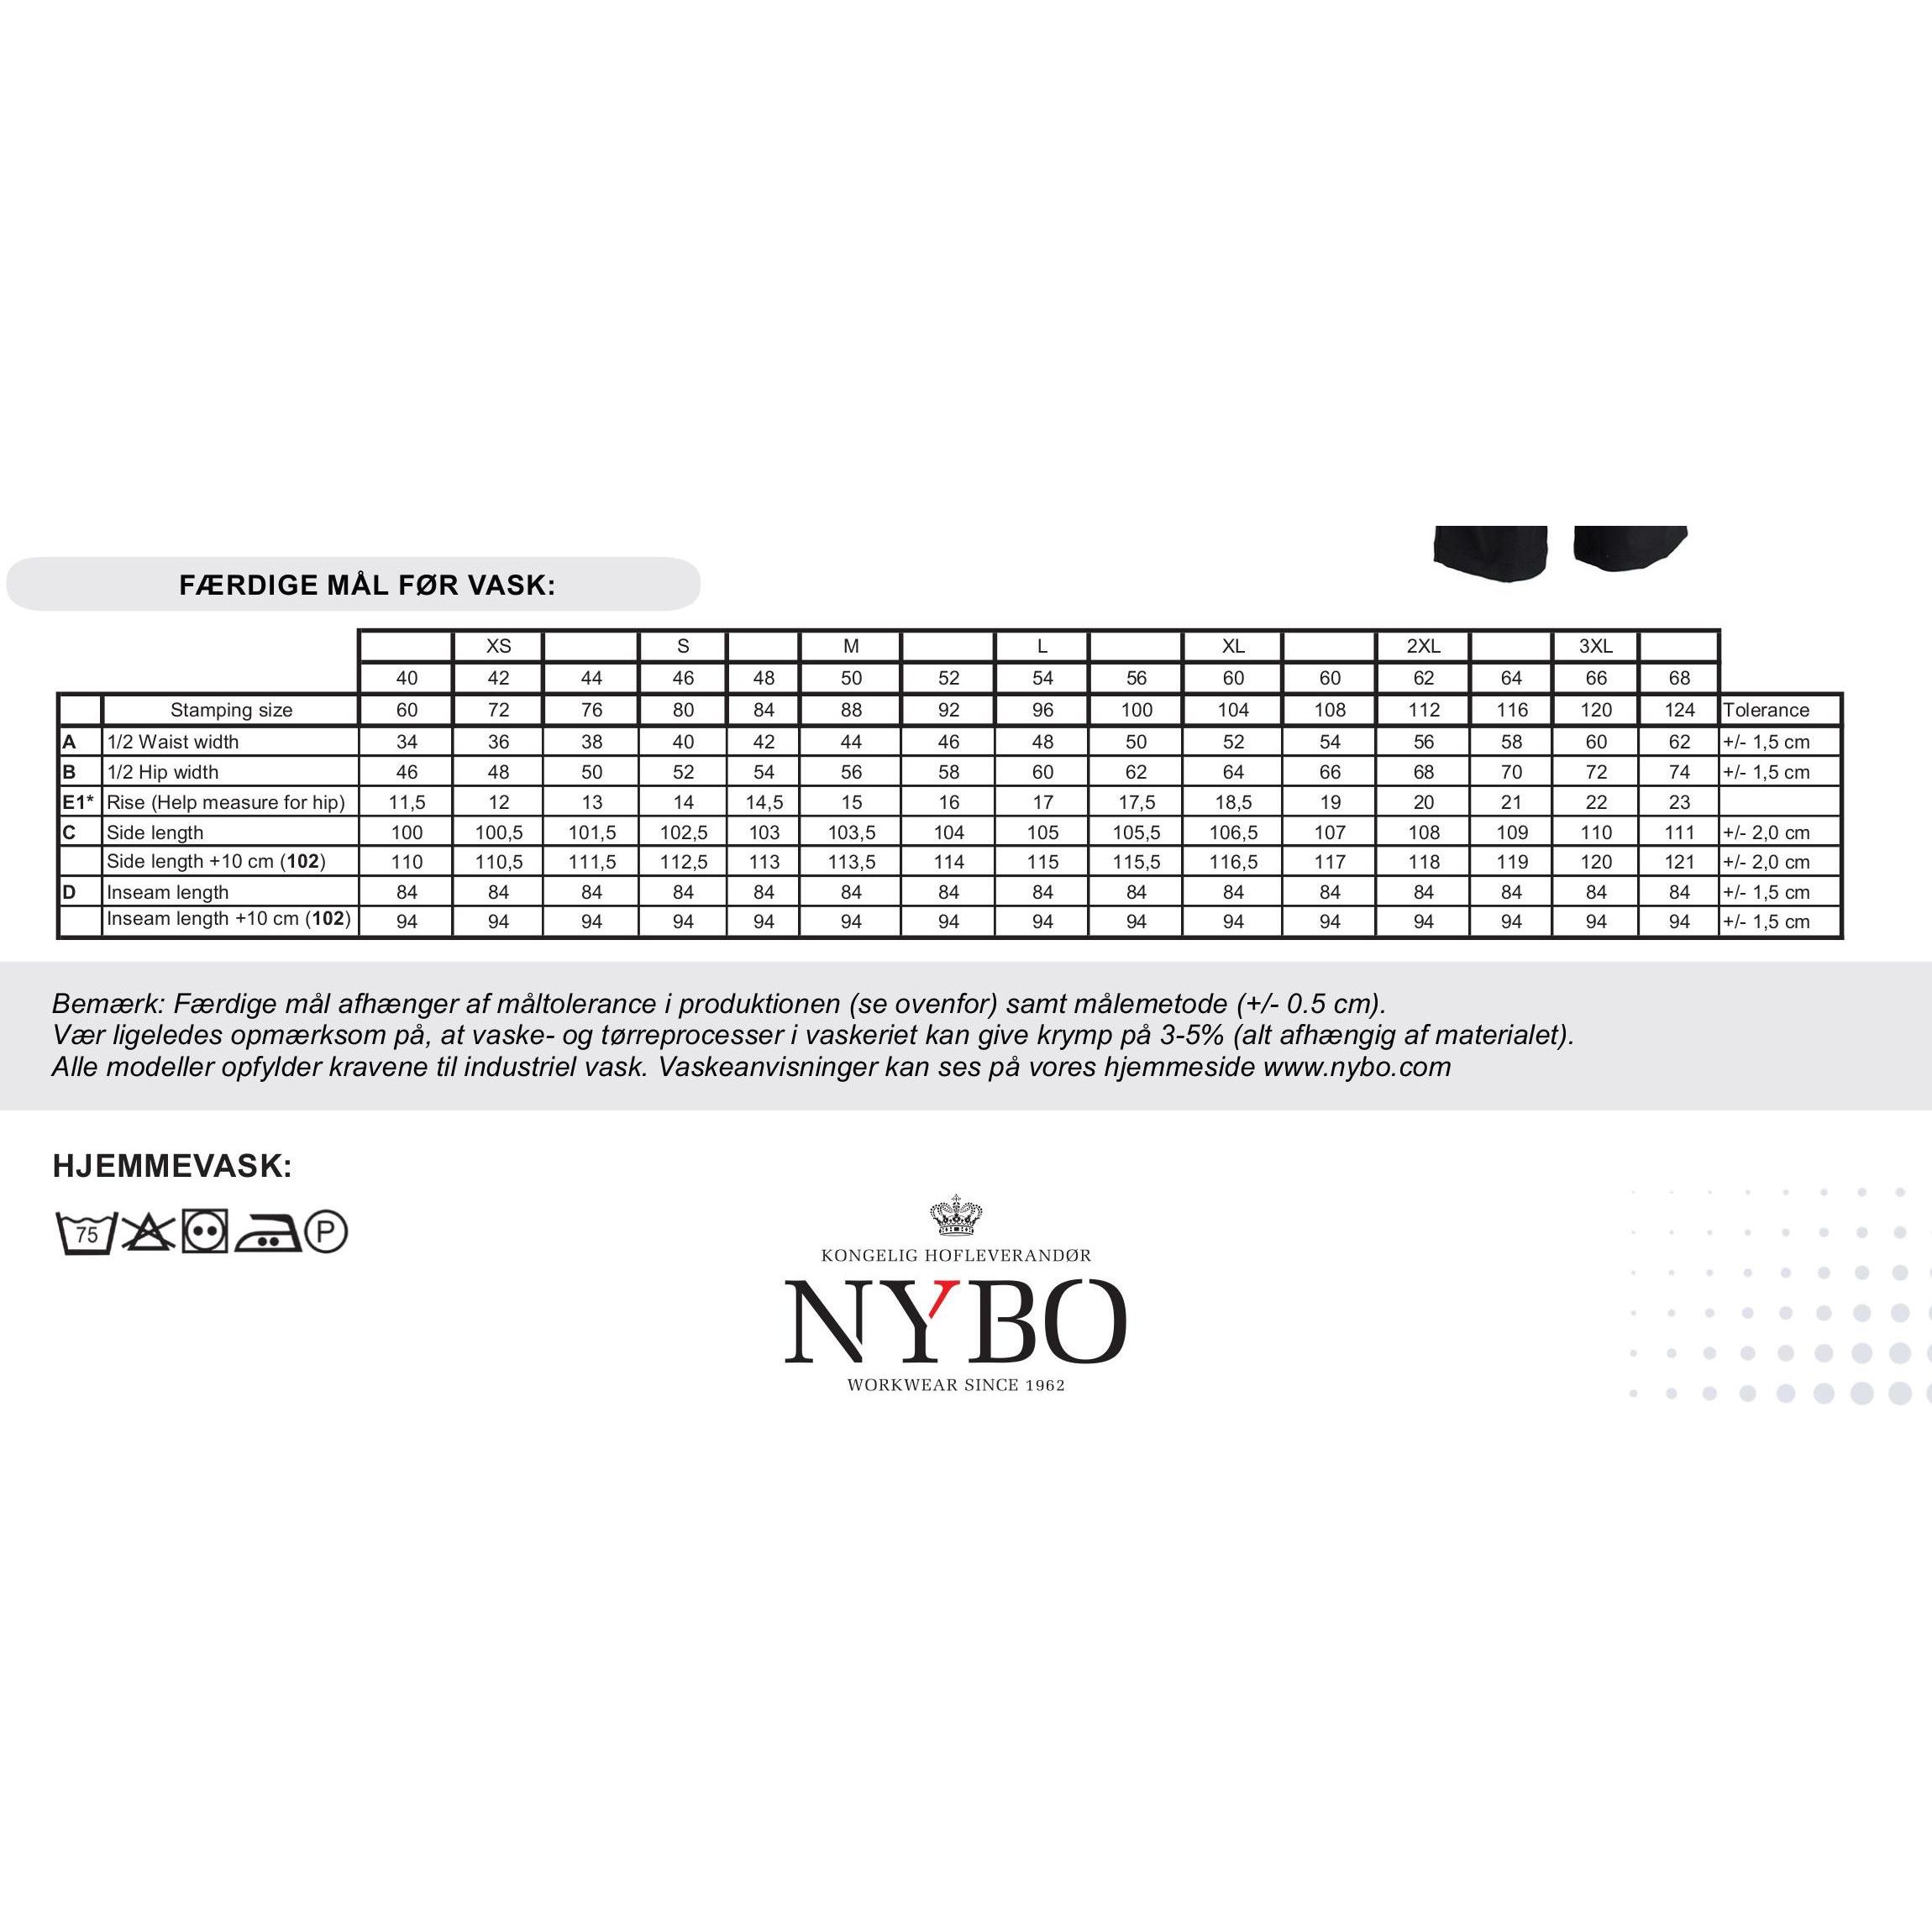 FÆRDIGE MÅL FØR VASK:
XS S M L XL 2XL 3XL
40 42 44 46 48 50 52 54 56 60 60 62 64 66 68
Stamping size 60 72 76 80 84 88 92 96 100 104 108 112 116 120 124 Tolerance
A 1/2 Waist width 34 36 38 40 42 44 46 48 50 52 54 56 58 60 62 +/- 1,5 cm
B 1/2 Hip width 46 48 50 52 54 56 58 60 62 64 66 68 70 72 74 +/- 1,5 cm
E1* Rise (Help measure for hip) 11,5 12 13 14 14,5 15 16 17 17,5 18,5 19 20 21 22 23
C Side length 100 100,5 101,5 102,5 103 103,5 104 105 105,5 106,5 107 108 109 110 111 +/- 2,0 cm
Side length +10 cm (102) 110 110,5 111,5 112,5 113 113,5 114 115 115,5 116,5 117 118 119 120 121 +/- 2,0 cm
D Inseam length 84 84 84 84 84 84 84 84 84 84 84 84 84 84 84 +/- 1,5 cm
Inseam length +10 cm (102) 94 94 94 94 94 94 94 94 94 94 94 94 94 94 94 +/- 1,5 cm
Bemærk: Færdige mål afhænger af måltolerance i produktionen (se ovenfor) samt målemetode (+/- 0.5 cm).
Vær ligeledes opmærksom på, at vaske- og tørreprocesser i vaskeriet kan give krymp på 3-5% (alt afhængig af materialet).
Alle modeller opfylder kravene til industriel vask. Vaskeanvisninger kan ses på vores hjemmeside www.nybo.com
HJEMMEVASK:
75 P
KONGELIG HOFLEVERANDØR
NYBO
WORKWEAR SINCE 1962